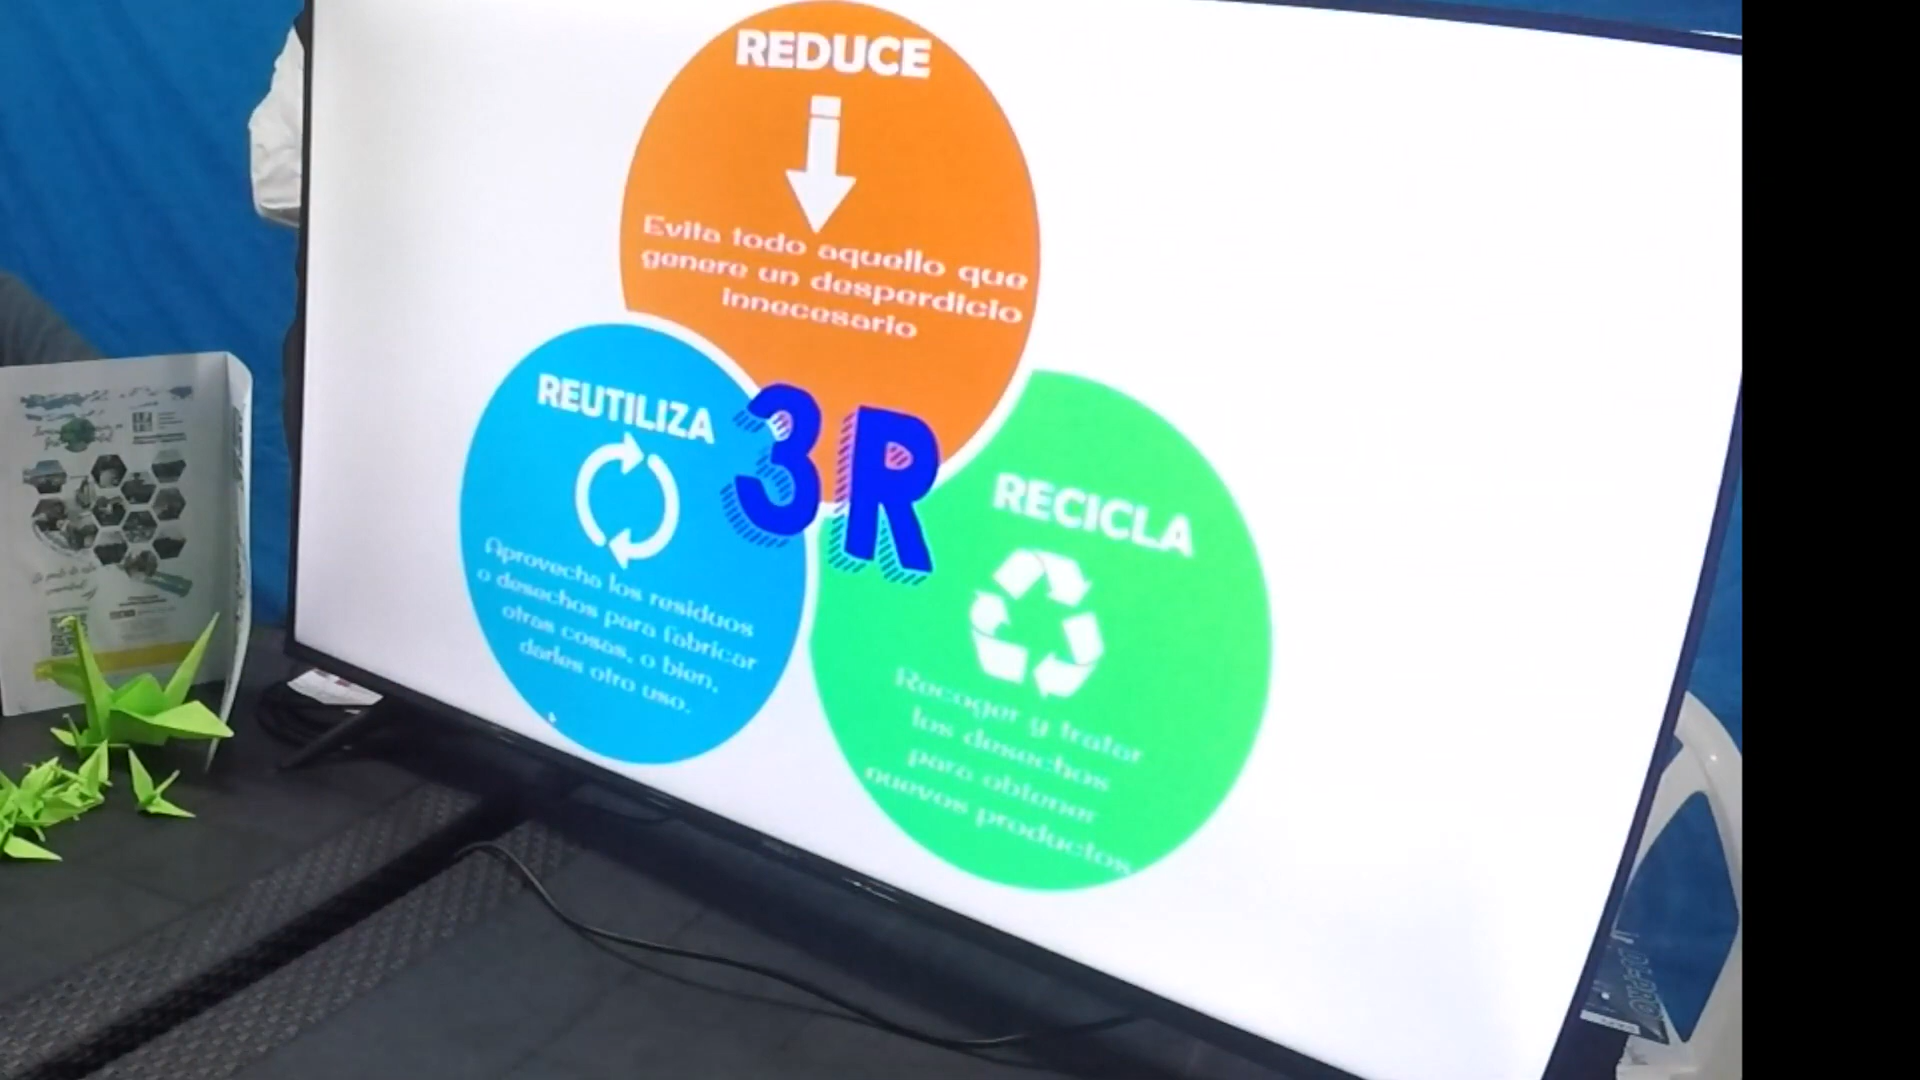 REDUCE
Evita todo aquello que
genere un desperdicio
innecesario
REUTILIZA
3R
Aprovecha los residuos
o desechos para fabricar
otras cosas, o bien,
darles otro uso.
RECICLA
Recoger y tratar
los desechos
para obtener
nuevos productos.